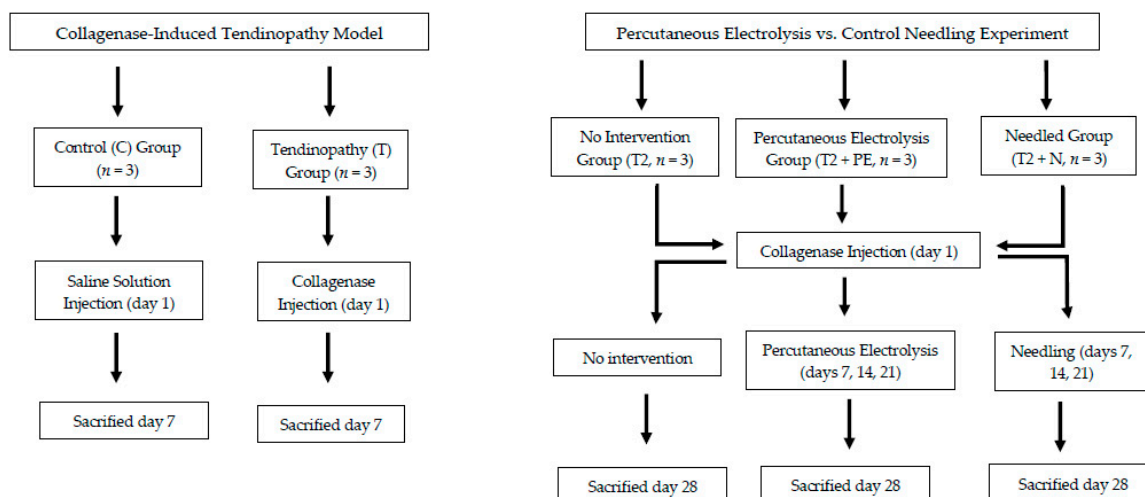 Collagenase-Induced Tendinopathy Model
Control (C) Group
(n = 3)
Tendinopathy (T)
Group (n = 3)
Saline Solution
Injection (day 1)
Collagenase
Injection (day 1)
Sacrified day 7
Sacrified day 7
Percutaneous Electrolysis vs. Control Needling Experiment
No Intervention
Group (T2, n = 3)
Percutaneous Electrolysis
Group (T2 + PE, n = 3)
Needled Group
(T2 + N, n = 3)
Collagenase Injection (day 1)
No intervention
Percutaneous Electrolysis
(days 7, 14, 21)
Needling (days 7,
14, 21)
Sacrified day 28
Sacrified day 28
Sacrified day 28